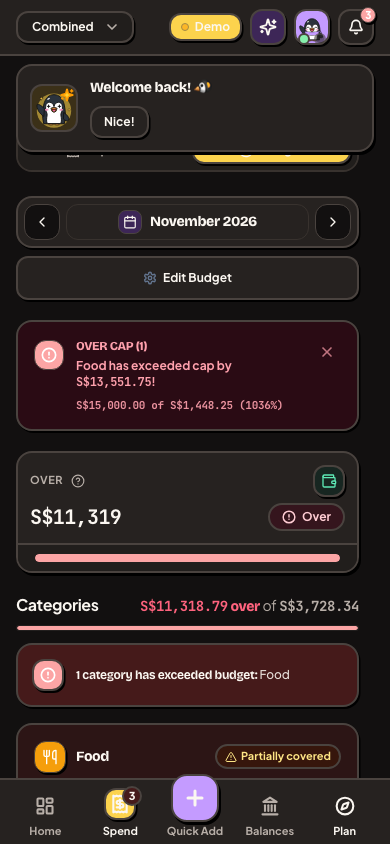 Combined
Demo
3
Welcome back! 🐧
Nice!
November 2026
Edit Budget
OVER CAP (1)
Food has exceeded cap by
S$13,551.75!
S$15,000.00 of S$1,448.25 (1036%)
OVER
S$11,319
Over
Categories
S$11,318.79 over of S$3,728.34
1 category has exceeded budget: Food
Food
Partially covered
3
Home
Spend
Quick Add
Balances
Plan